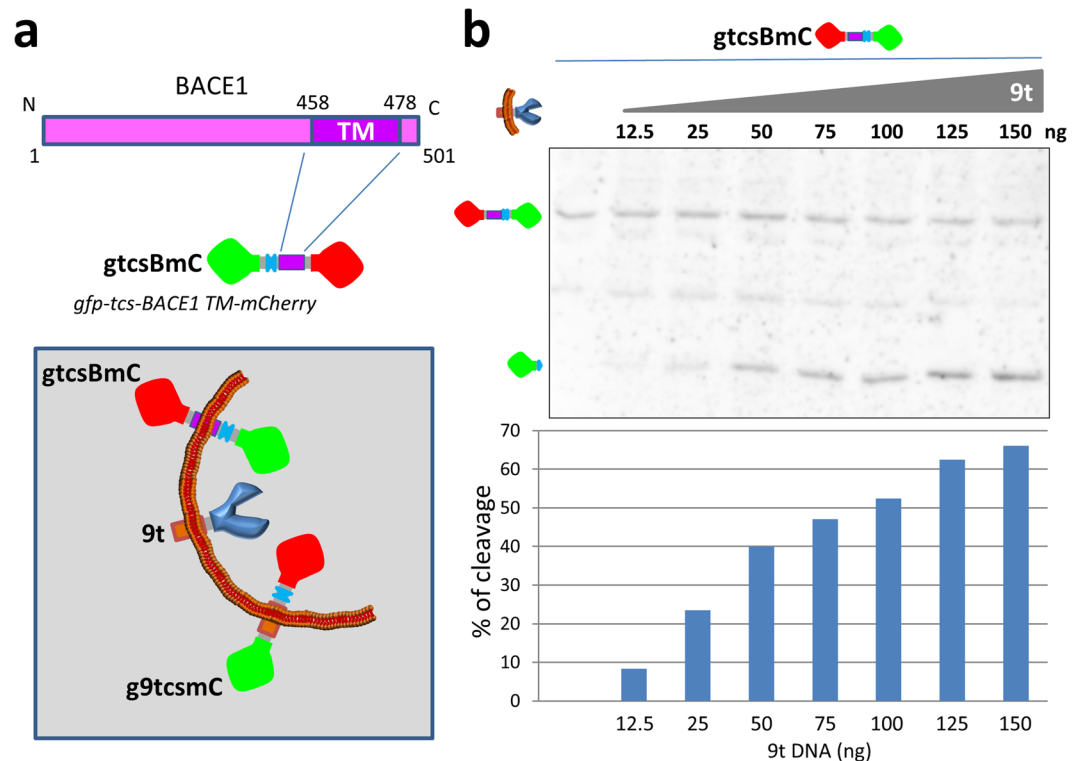 a
BACE1
N
458
478
C
TM
1
501
gtcsBmC
gfp-tcs-BACE1 TM-mCherry
gtcsBmC
9t
g9tcsmC
b
gtcsBmC
9t
12.5 25 50 75 100 125 150 ng
70
60
50
40
30
20
10
0
% of cleavage
12.5 25 50 75 100 125 150
9t DNA (ng)